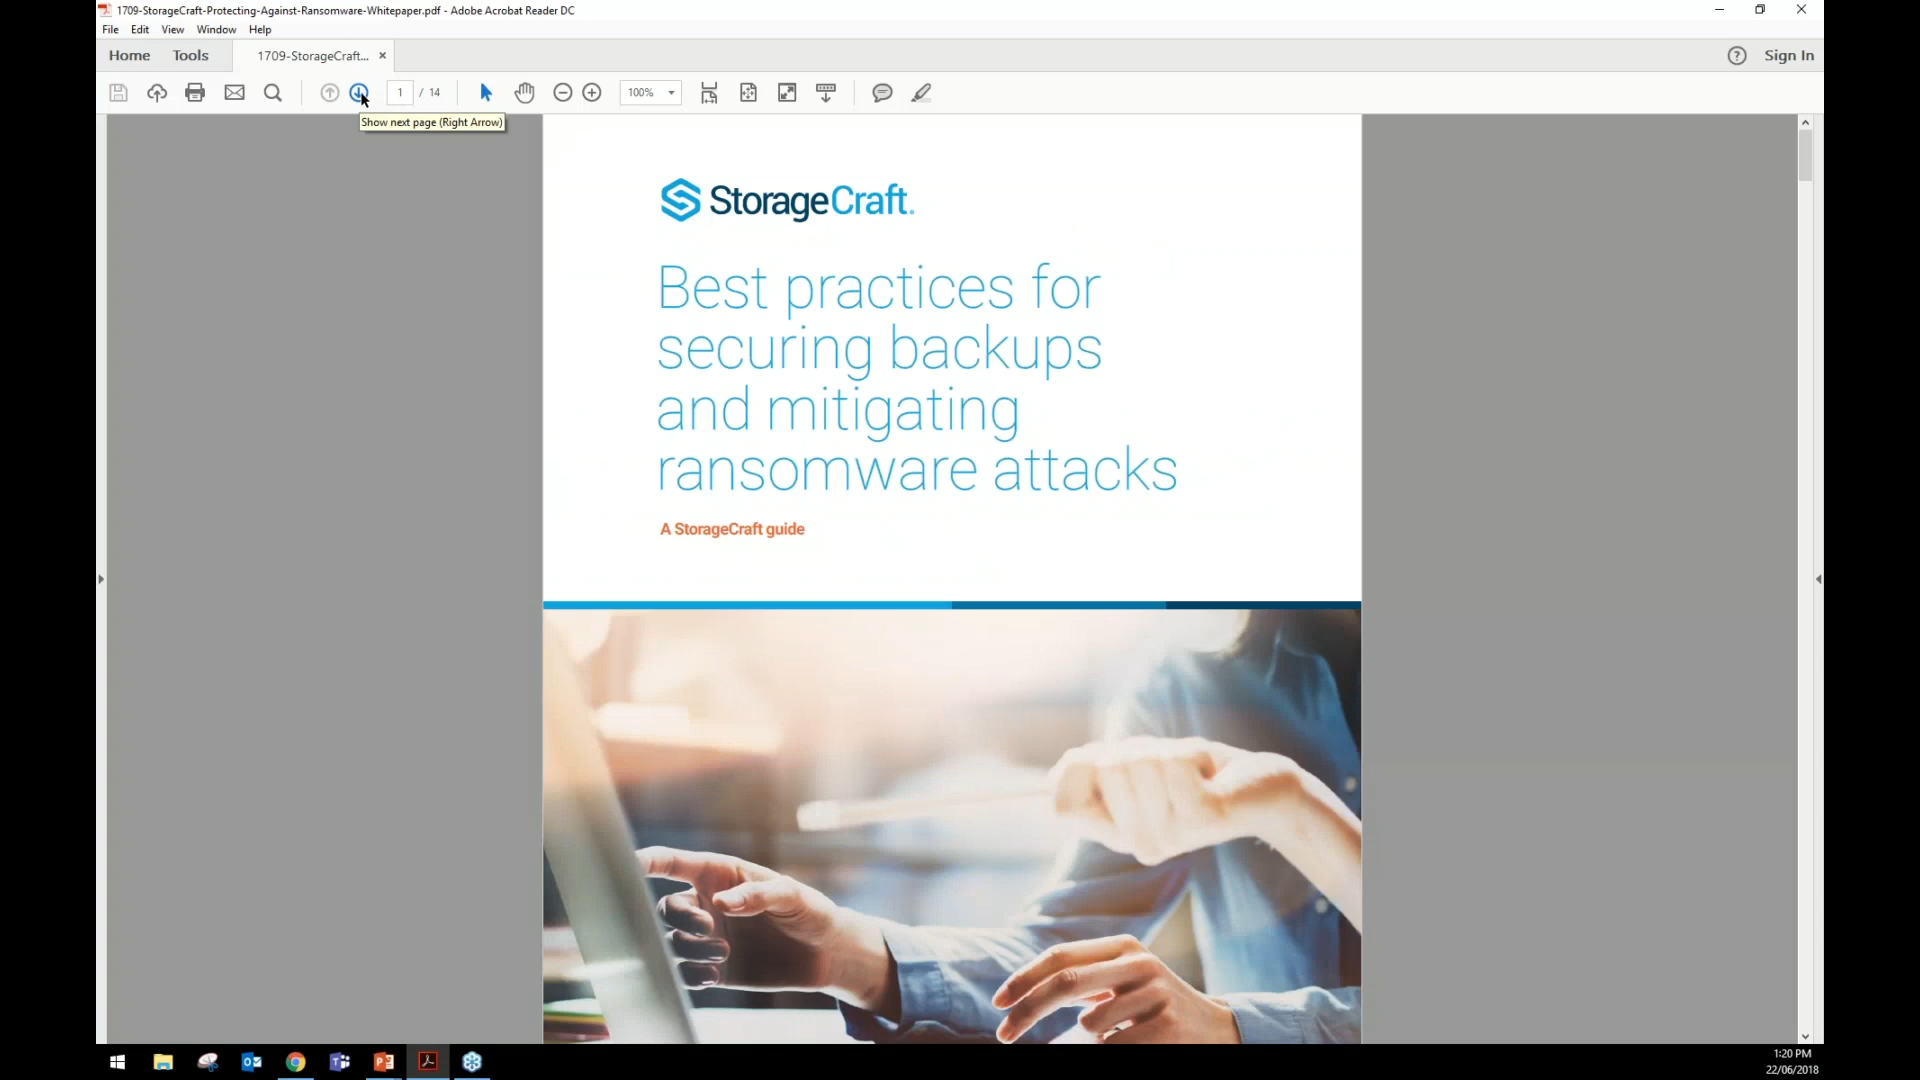 1709-StorageCraft-Protecting-Against-Ransomware-Whitepaper.pdf - Adobe Acrobat Reader DC
File Edit View Window Help
Home Tools 1709-StorageCraft... Sign In
1 / 14 100%
Show next page (Right Arrow)
StorageCraft.
Best practices for
securing backups
and mitigating
ransomware attacks
A StorageCraft guide
1:20 PM
22/06/2018